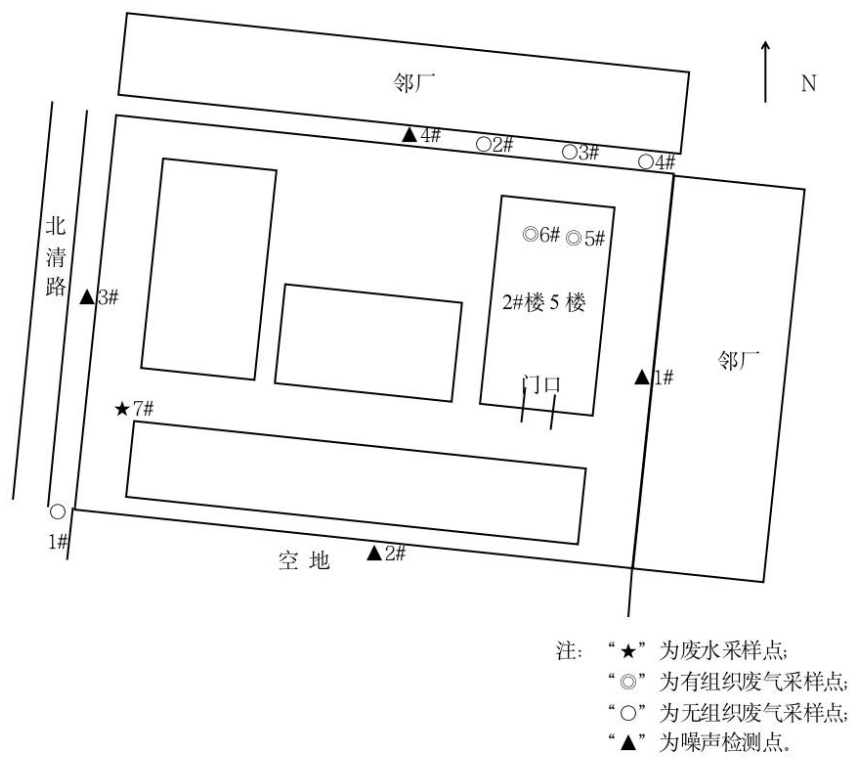 邻厂
N
▲4# ○2# ○3# ○4#
北清路
◎6# ◎5#
▲3#
2#楼5楼
邻厂
▲1#
门口
★7#
○
1#
空地
▲2#
注：“★”为废水采样点;
“◎”为有组织废气采样点;
“○”为无组织废气采样点;
“▲”为噪声检测点。